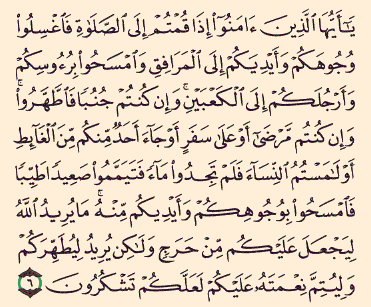 يَـٰٓأَيُّهَا ٱلَّذِينَ ءَامَنُوٓا۟ إِذَا قُمۡتُمۡ إِلَى ٱلصَّلَوٰةِ فَٱغۡسِلُوا۟
وُجُوهَكُمۡ وَأَيۡدِيَكُمۡ إِلَى ٱلۡمَرَافِقِ وَٱمۡسَحُوا۟ بِرُءُوسِكُمۡ
وَأَرۡجُلَكُمۡ إِلَى ٱلۡكَعۡبَيۡنِۚ وَإِن كُنتُمۡ جُنُبًا فَٱطَّهَّرُوا۟ۚ
وَإِن كُنتُم مَّرۡضَىٰٓ أَوۡ عَلَىٰ سَفَرٍ أَوۡ جَآءَ أَحَدٌ مِّنكُم مِّنَ ٱلۡغَآئِطِ
أَوۡ لَـٰمَسۡتُمُ ٱلنِّسَآءَ فَلَمۡ تَجِدُوا۟ مَآءً فَتَيَمَّمُوا۟ صَعِيدًا طَيِّبًا
فَٱمۡسَحُوا۟ بِوُجُوهِكُمۡ وَأَيۡدِيكُم مِّنۡهُۚ مَا يُرِيدُ ٱللَّهُ
لِيَجۡعَلَ عَلَيۡكُم مِّنۡ حَرَجٍ وَلَـٰكِن يُرِيدُ لِيُطَهِّرَكُمۡ
وَلِيُتِمَّ نِعۡمَتَهُۥ عَلَيۡكُمۡ لَعَلَّكُمۡ تَشۡكُرُونَ ٦